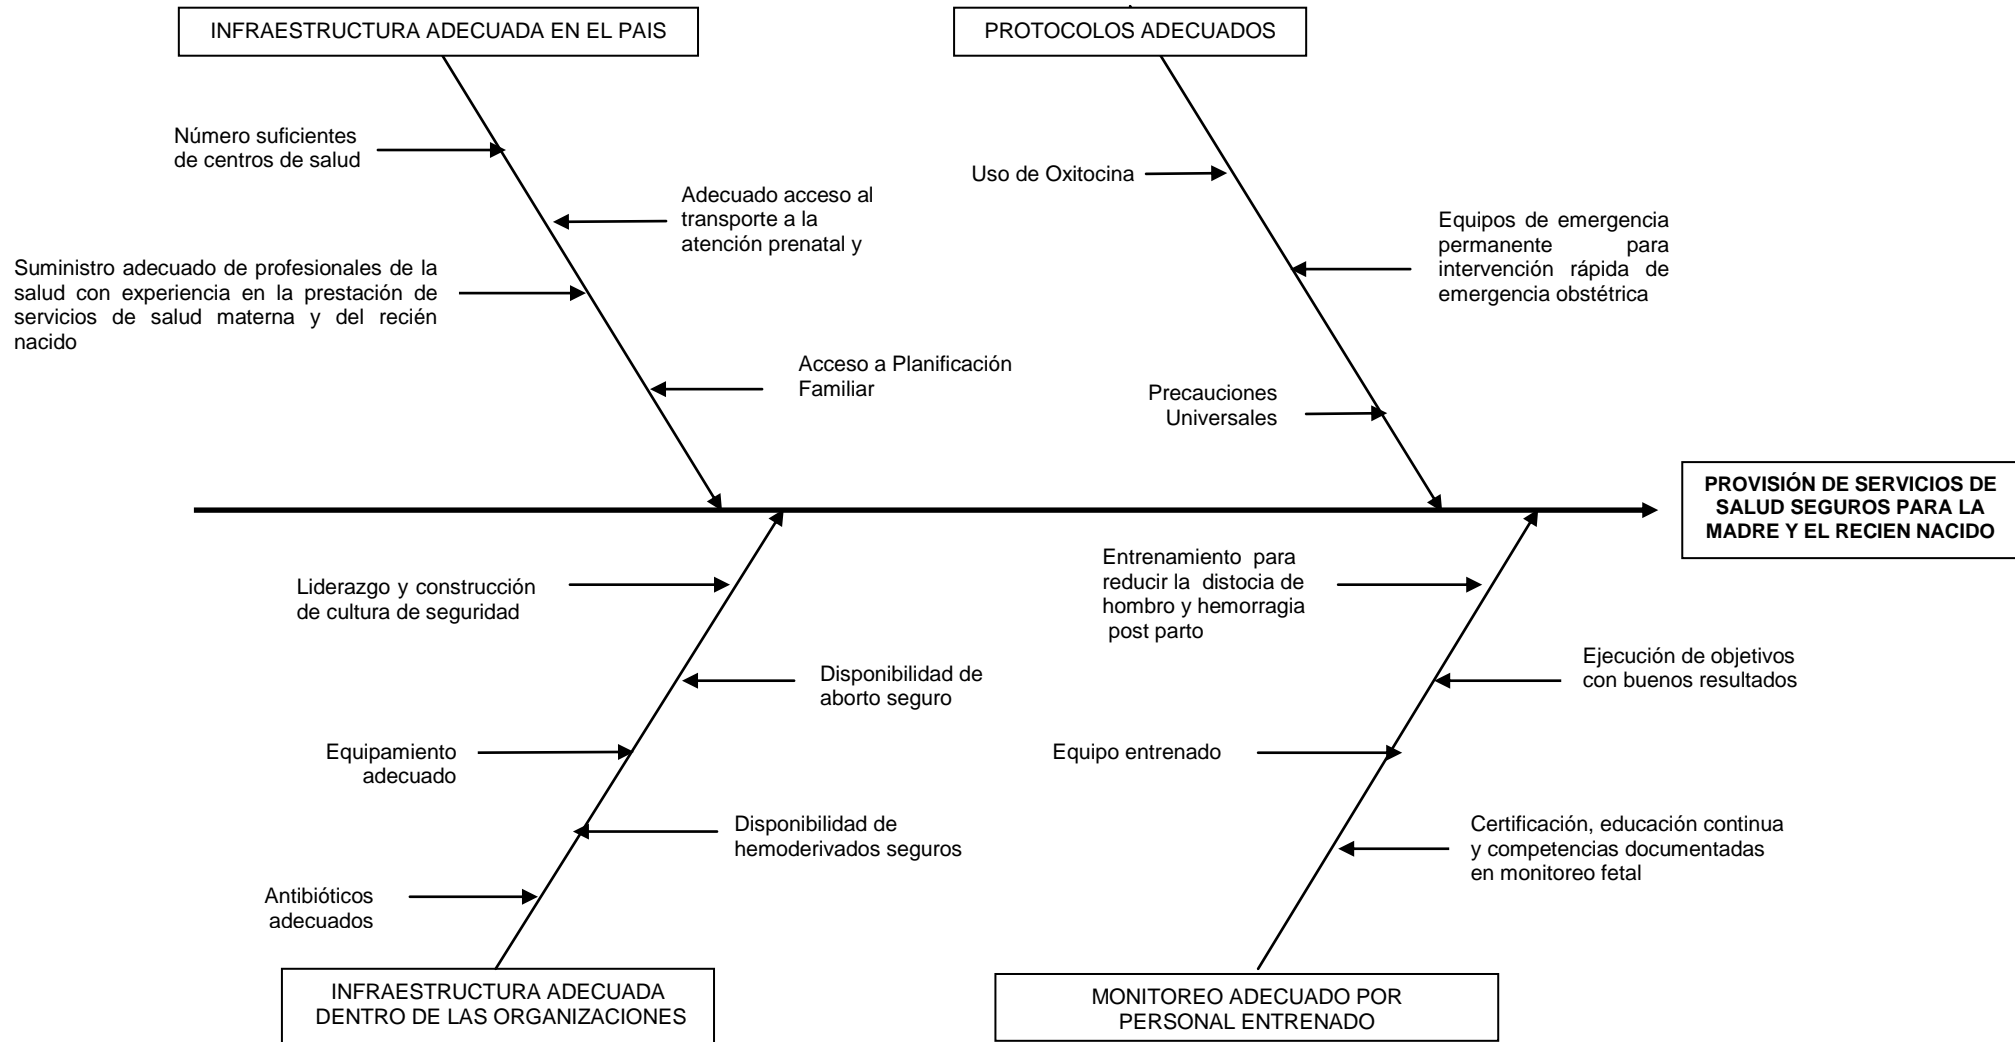 INFRAESTRUCTURA ADECUADA EN EL PAIS
PROTOCOLOS ADECUADOS
Número suficientes
de centros de salud
Adecuado acceso al
transporte a la
atención prenatal y
Suministro adecuado de profesionales de la
salud con experiencia en la prestación de
servicios de salud materna y del recién
nacido
Acceso a Planificación
Familiar
Uso de Oxitocina
Equipos de emergencia
permanente para
intervención rápida de
emergencia obstétrica
Precauciones
Universales
PROVISIÓN DE SERVICIOS DE
SALUD SEGUROS PARA LA
MADRE Y EL RECIEN NACIDO
Liderazgo y construcción
de cultura de seguridad
Disponibilidad de
aborto seguro
Equipamiento
adecuado
Disponibilidad de
hemoderivados seguros
Antibióticos
adecuados
INFRAESTRUCTURA ADECUADA
DENTRO DE LAS ORGANIZACIONES
Entrenamiento para
reducir la distocia de
hombro y hemorragia
post parto
Ejecución de objetivos
con buenos resultados
Equipo entrenado
Certificación, educación continua
y competencias documentadas
en monitoreo fetal
MONITOREO ADECUADO POR
PERSONAL ENTRENADO